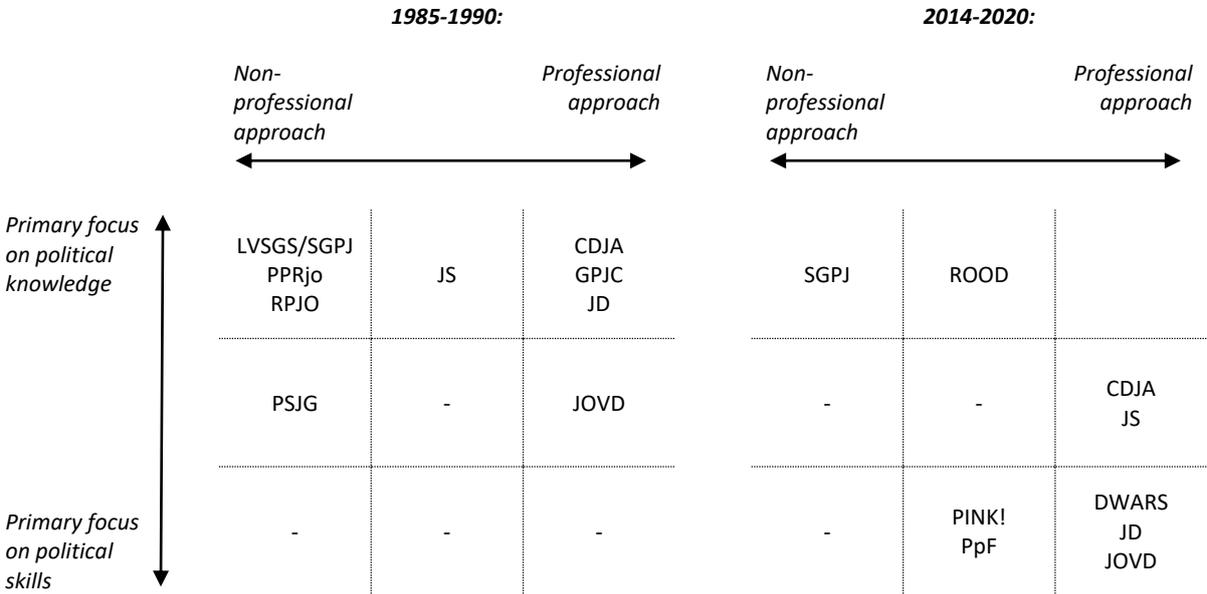 1985-1990:
2014-2020:
Non-
professional
approach
Professional
approach
Non-
professional
approach
Professional
approach
Primary focus
on political
knowledge
LVSGS/SGPJ
PPRjo
RPJO
JS
CDJA
GPJC
JD
SGPJ
ROOD
PSJG
-
JOVD
-
-
CDJA
JS
Primary focus
on political
skills
-
-
-
-
PINK!
PpF
DWARS
JD
JOVD